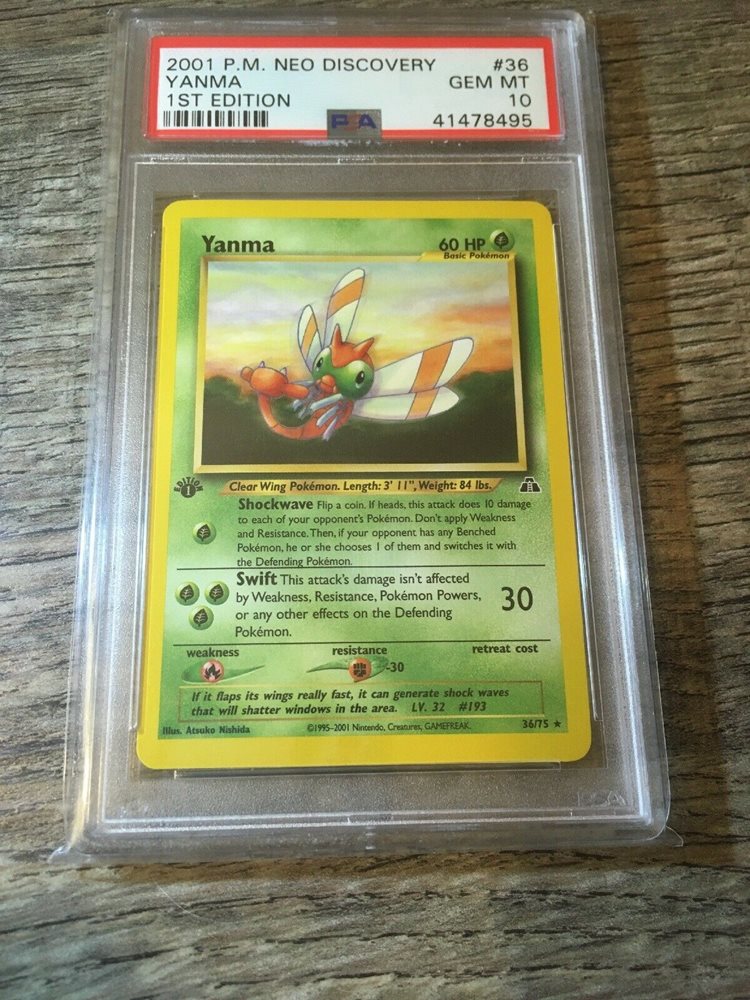 2001 P.M. NEO DISCOVERY #36
YANMA GEM MT
1ST EDITION 10
PSA 41478495
Yanma 60 HP
Basic Pokémon
EDITION
1
Clear Wing Pokémon. Length: 3' 11", Weight: 84 lbs.
Shockwave Flip a coin. If heads, this attack does 10 damage
to each of your opponent's Pokémon. Don't apply Weakness
and Resistance. Then, if your opponent has any Benched
Pokémon, he or she chooses 1 of them and switches it with
the Defending Pokémon.
Swift This attack's damage isn't affected
by Weakness, Resistance, Pokémon Powers, 30
or any other effects on the Defending
Pokémon.
weakness resistance retreat cost
-30
If it flaps its wings really fast, it can generate shock waves
that will shatter windows in the area. LV. 32 #193
Illus. Atsuko Nishida ©1995-2001 Nintendo, Creatures, GAMEFREAK. 36/75 ★
PSA